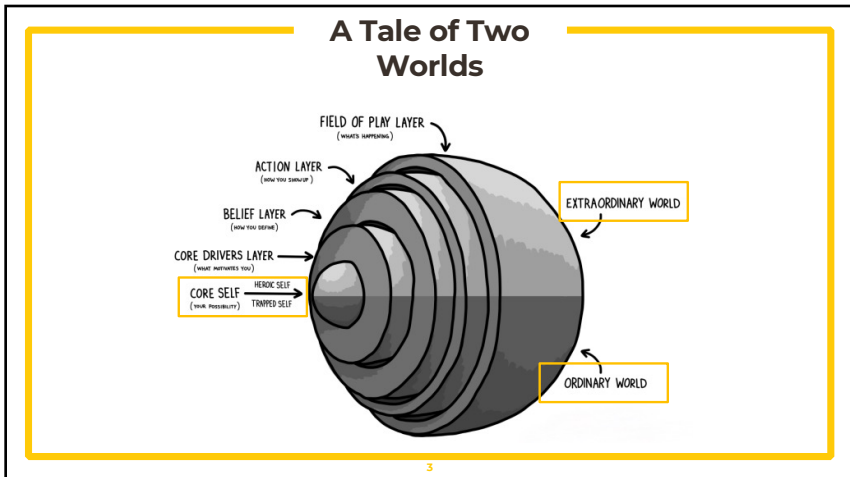 A Tale of Two
Worlds
FIELD OF PLAY LAYER
(WHATS HAPPENING)
ACTION LAYER
(HOW YOU SHOW UP)
BELIEF LAYER
(HOW YOU DEFINE)
CORE DRIVERS LAYER
(WHAT MOTIVATES YOU)
CORE SELF
(YOUR POSSIBILITY)
HEROIC SELF
TRAPPED SELF
EXTRAORDINARY WORLD
ORDINARY WORLD
3